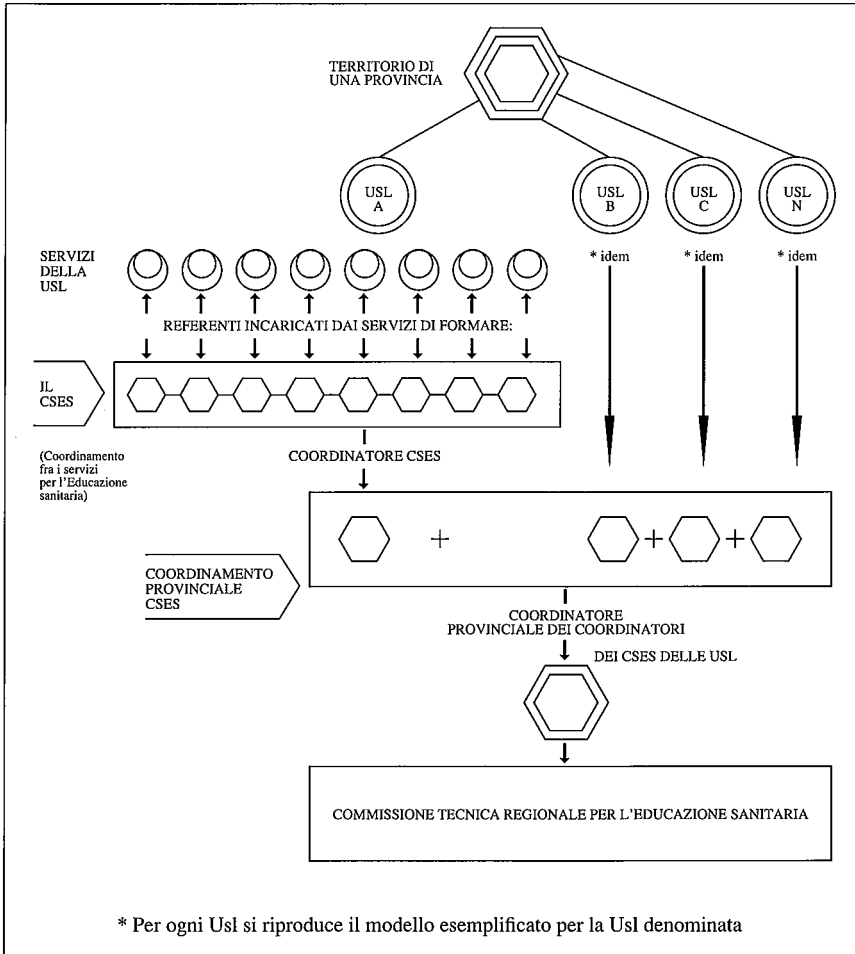 TERRITORIO DI
UNA PROVINCIA
USL
A
USL
B
USL
C
USL
N
SERVIZI
DELLA
USL
* idem
* idem
* idem
REFERENTI INCARICATI DAI SERVIZI DI FORMARE:
IL
CSES
(Coordinamento
fra i servizi
per l'Educazione
sanitaria)
COORDINATORE CSES
+ + +
COORDINAMENTO
PROVINCIALE
CSES
COORDINATORE
PROVINCIALE DEI COORDINATORI
DEI CSES DELLE USL
COMMISSIONE TECNICA REGIONALE PER L'EDUCAZIONE SANITARIA
* Per ogni Usl si riproduce il modello esemplificato per la Usl denominata